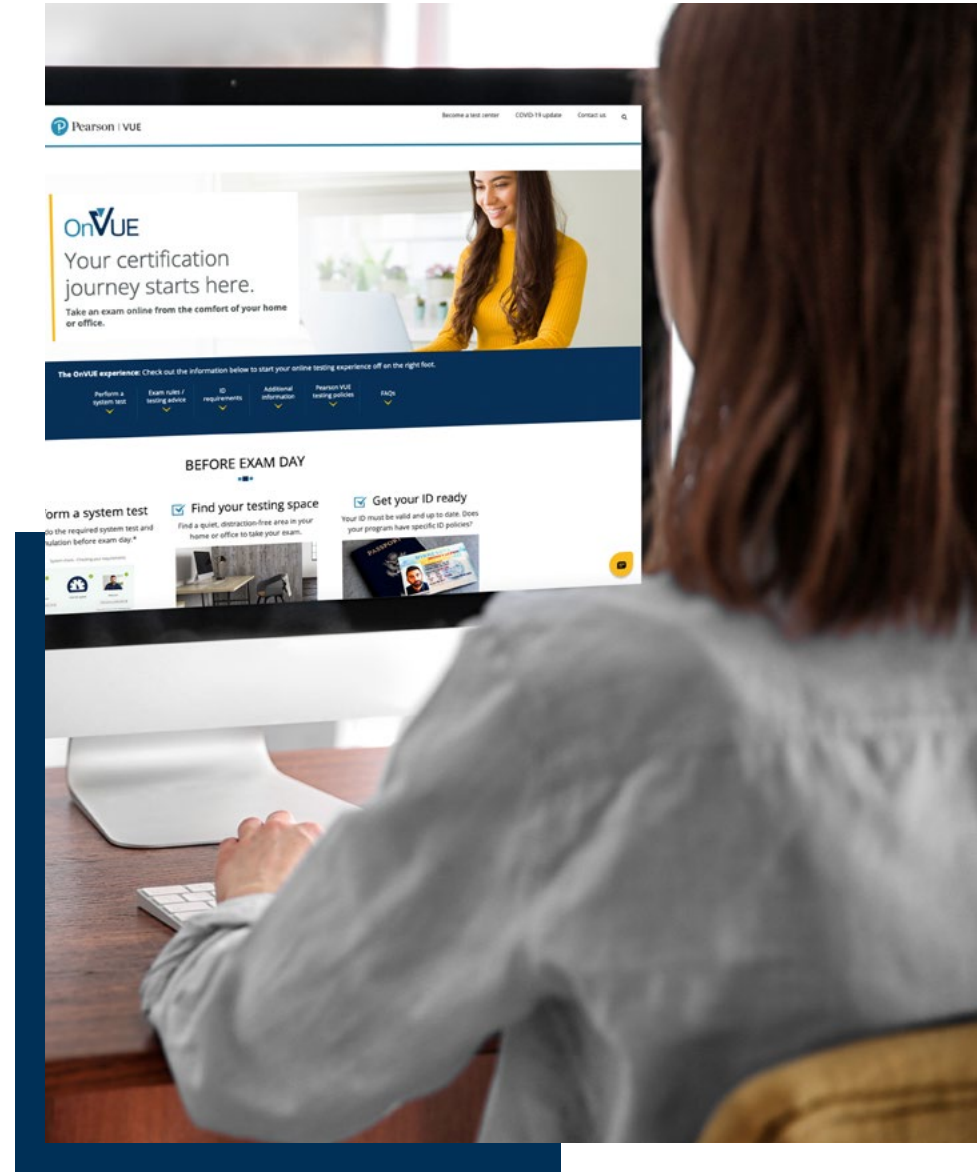 Pearson | VUE
Become a test center COVID-19 update Contact us
OnVUE
Your certification
journey starts here.
Take an exam online from the comfort of your home
or office.
The OnVUE experience: Check out the information below to start your online testing experience off on the right foot.
Perform a
system test
Exam rules /
testing advice
ID
requirements
Additional
information
Pearson VUE
testing policies
FAQs
BEFORE EXAM DAY
form a system test
do the required system test and
mulation before exam day.*
Find your testing space
Find a quiet, distraction-free area in your
home or office to take your exam.
Get your ID ready
Your ID must be valid and up to date. Does
your program have specific ID policies?
PASSPORT